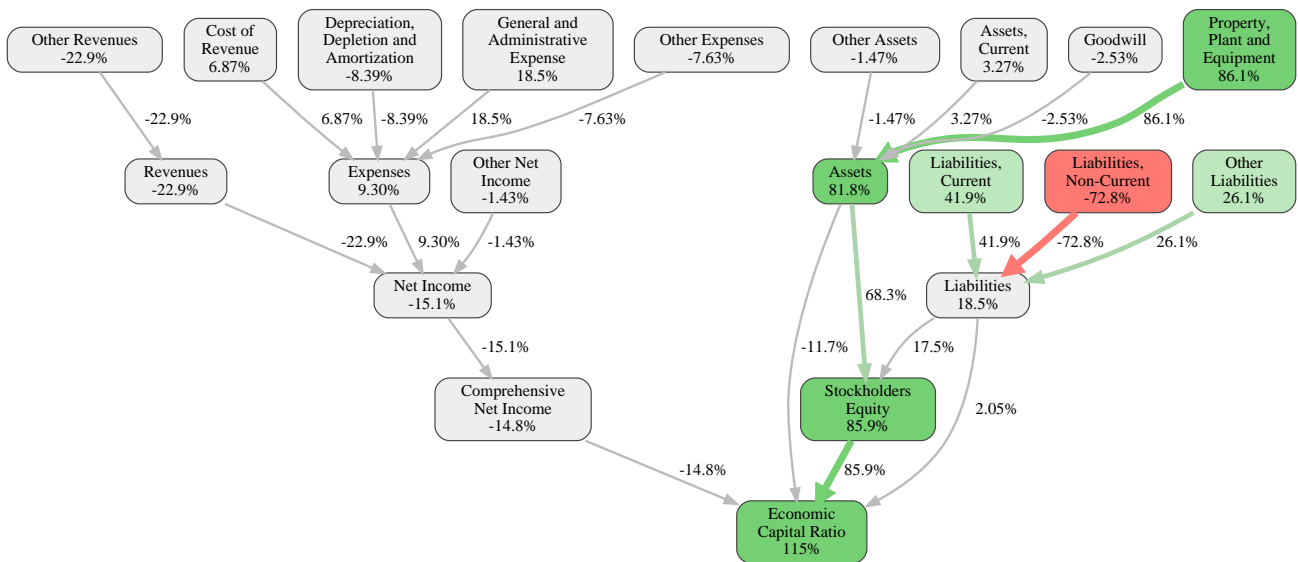 Other Revenues
-22.9%
Cost of
Revenue
6.87%
Depreciation,
Depletion and
Amortization
-8.39%
General and
Administrative
Expense
18.5%
Other Expenses
-7.63%
Other Assets
-1.47%
Assets,
Current
3.27%
Goodwill
-2.53%
Property,
Plant and
Equipment
86.1%
-22.9%
6.87%
-8.39%
18.5%
-7.63%
-1.47%
3.27%
-2.53%
86.1%
Revenues
-22.9%
Expenses
9.30%
Other Net
Income
-1.43%
Assets
81.8%
Liabilities,
Current
41.9%
Liabilities,
Non-Current
-72.8%
Other
Liabilities
26.1%
-22.9%
9.30%
-1.43%
41.9%
-72.8%
26.1%
Net Income
-15.1%
68.3%
Liabilities
18.5%
-15.1%
-11.7%
17.5%
Comprehensive
Net Income
-14.8%
Stockholders
Equity
85.9%
2.05%
-14.8%
85.9%
Economic
Capital Ratio
115%